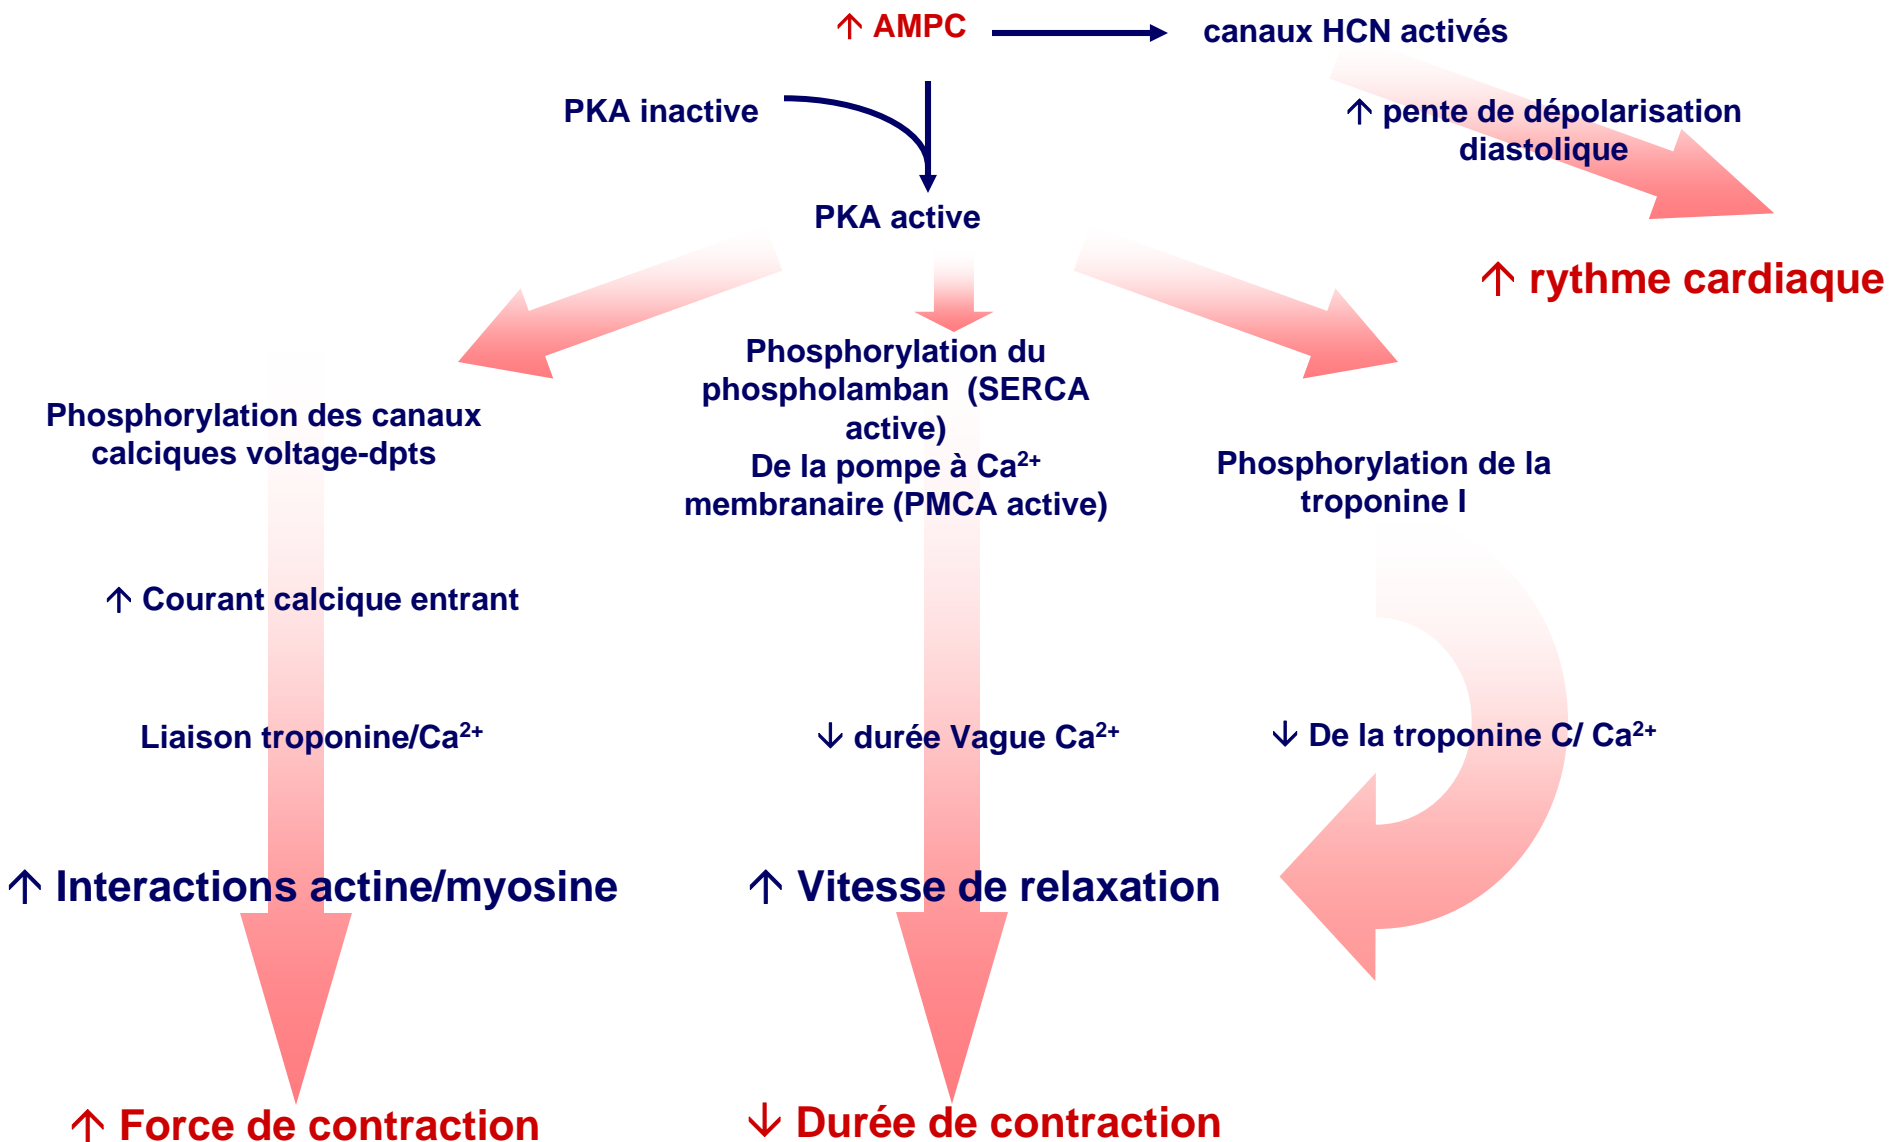 ↑ AMPC
canaux HCN activés
PKA inactive
↑ pente de dépolarisation
diastolique
PKA active
↑ rythme cardiaque
Phosphorylation des canaux
calciques voltage-dpts
Phosphorylation du
phospholamban (SERCA
active)
De la pompe à Ca²⁺
membranaire (PMCA active)
Phosphorylation de la
troponine I
↑ Courant calcique entrant
Liaison troponine/Ca²⁺
↓ durée Vague Ca²⁺
↓ De la troponine C/ Ca²⁺
↑ Interactions actine/myosine
↑ Vitesse de relaxation
↑ Force de contraction
↓ Durée de contraction